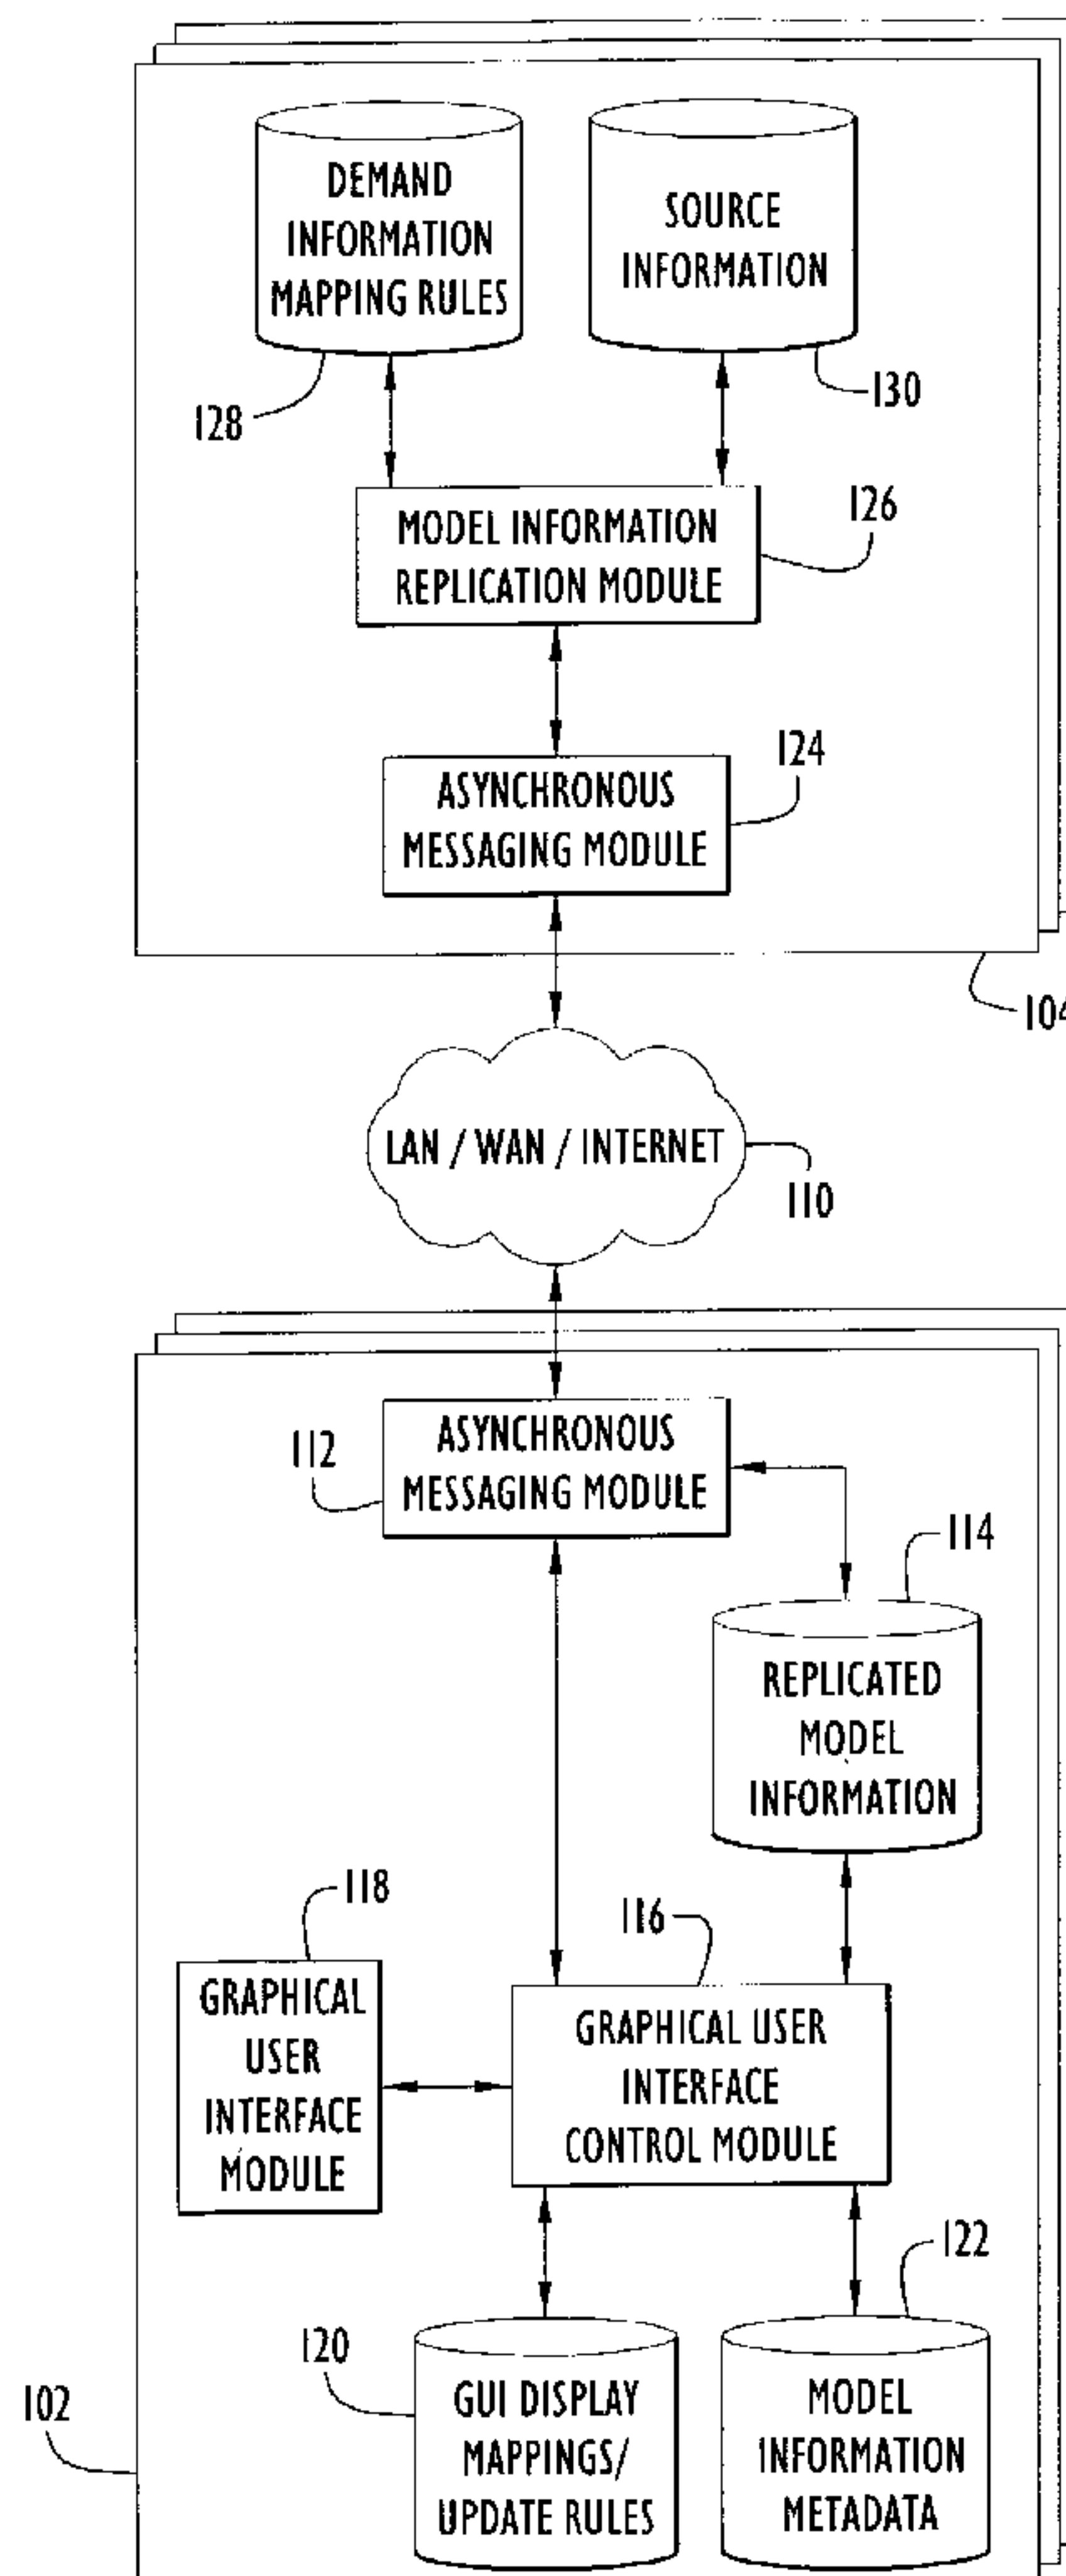 DEMAND
INFORMATION
MAPPING RULES
SOURCE
INFORMATION
128
130
MODEL INFORMATION
REPLICATION MODULE
126
124
ASYNCHRONOUS
MESSAGING MODULE
104
LAN / WAN / INTERNET
110
112
ASYNCHRONOUS
MESSAGING MODULE
114
REPLICATED
MODEL
INFORMATION
118
116
GRAPHICAL
USER
INTERFACE
MODULE
GRAPHICAL USER
INTERFACE
CONTROL MODULE
122
120
102
GUI DISPLAY
MAPPINGS/
UPDATE RULES
MODEL
INFORMATION
METADATA